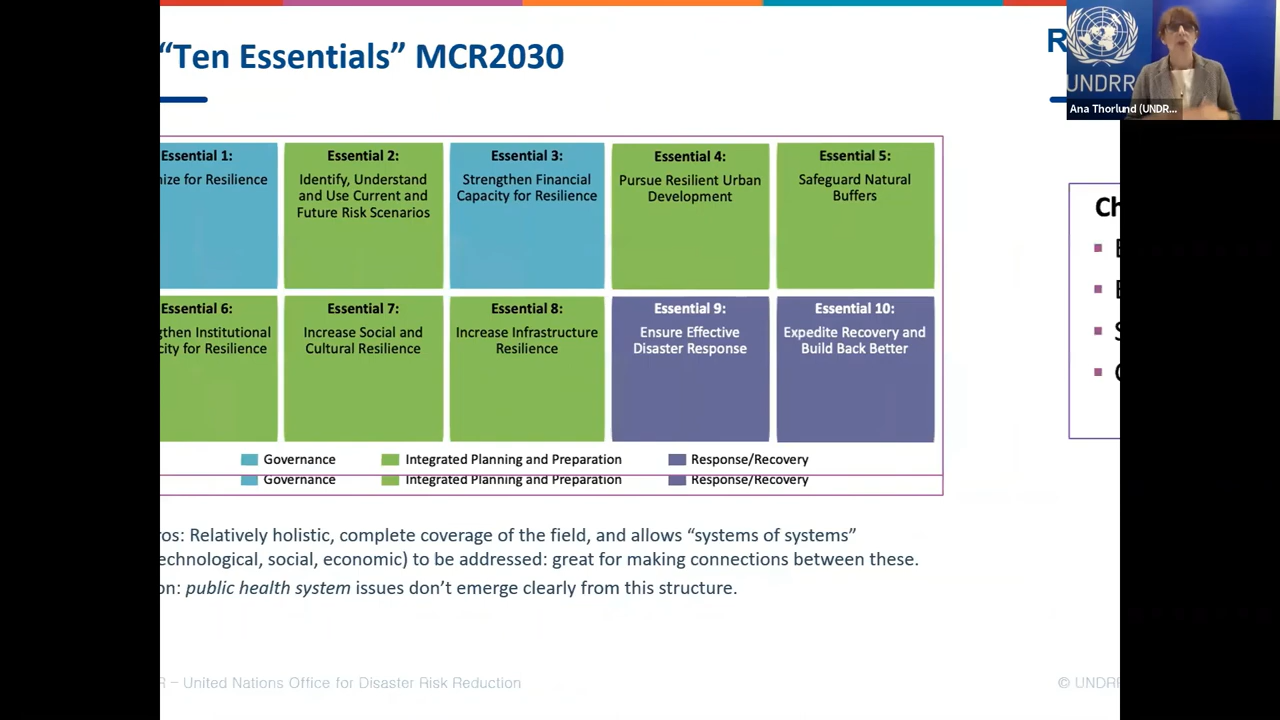 “Ten Essentials” MCR2030
R
UNDRR
Ana Thorlund (UNDR...
Essential 1:
nize for Resilience
Essential 2:
Identify, Understand
and Use Current and
Future Risk Scenarios
Essential 3:
Strengthen Financial
Capacity for Resilience
Essential 4:
Pursue Resilient Urban
Development
Essential 5:
Safeguard Natural
Buffers
Essential 6:
gthen Institutional
city for Resilience
Essential 7:
Increase Social and
Cultural Resilience
Essential 8:
Increase Infrastructure
Resilience
Essential 9:
Ensure Effective
Disaster Response
Essential 10:
Expedite Recovery and
Build Back Better
Governance Integrated Planning and Preparation Response/Recovery
Governance Integrated Planning and Preparation Response/Recovery
ros: Relatively holistic, complete coverage of the field, and allows “systems of systems”
echnological, social, economic) to be addressed: great for making connections between these.
on: public health system issues don’t emerge clearly from this structure.
Ch
R – United Nations Office for Disaster Risk Reduction
© UNDRR